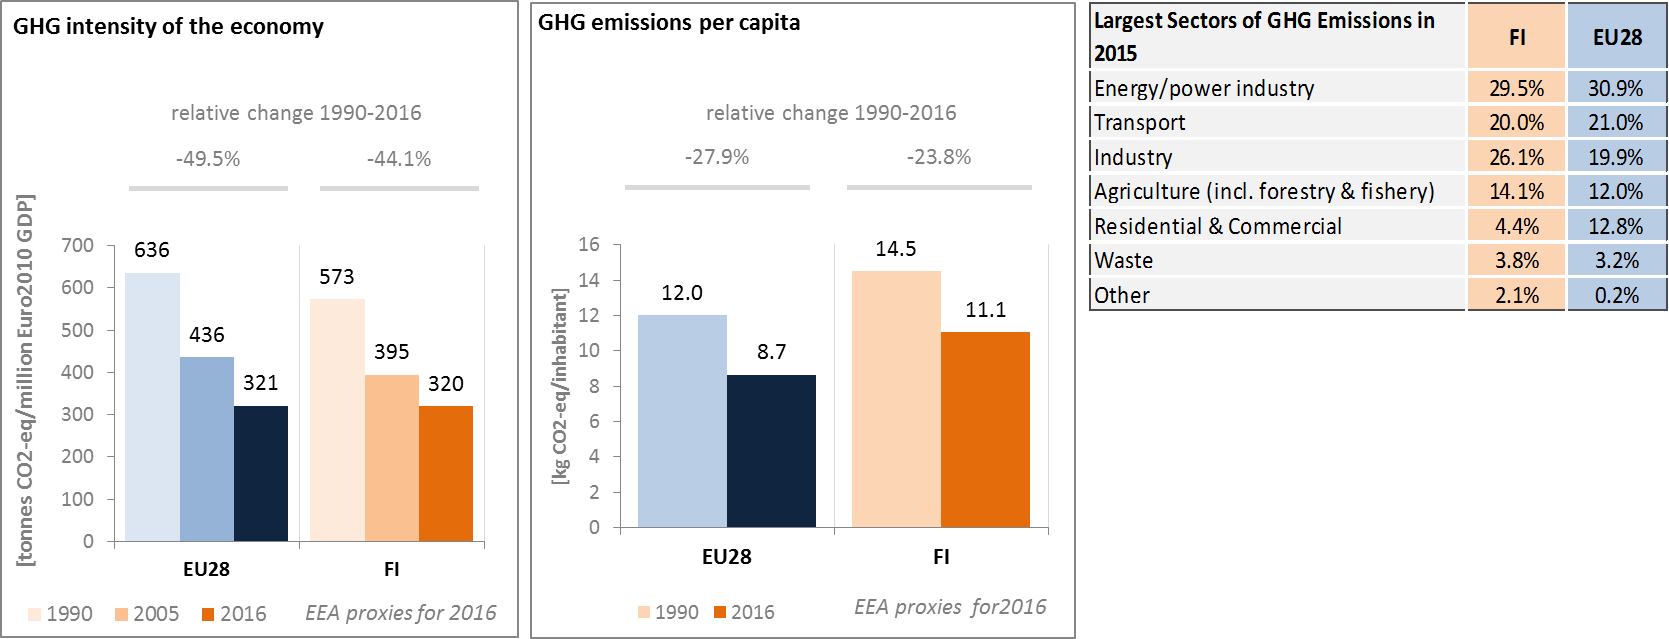 GHG intensity of the economy
relative change 1990-2016
-49.5% -44.1%
[tonnes CO2-eq/million Euro2010 GDP]
700
600
500
400
300
200
100
0
636
436
321
573
395
320
EU28 FI
1990 2005 2016 EEA proxies for 2016
GHG emissions per capita
relative change 1990-2016
-27.9% -23.8%
[kg CO2-eq/inhabitant]
16
14
12
10
8
6
4
2
0
12.0
8.7
14.5
11.1
EU28 FI
1990 2016 EEA proxies for2016
Largest Sectors of GHG Emissions in
2015 FI EU28
Energy/power industry 29.5% 30.9%
Transport 20.0% 21.0%
Industry 26.1% 19.9%
Agriculture (incl. forestry & fishery) 14.1% 12.0%
Residential & Commercial 4.4% 12.8%
Waste 3.8% 3.2%
Other 2.1% 0.2%